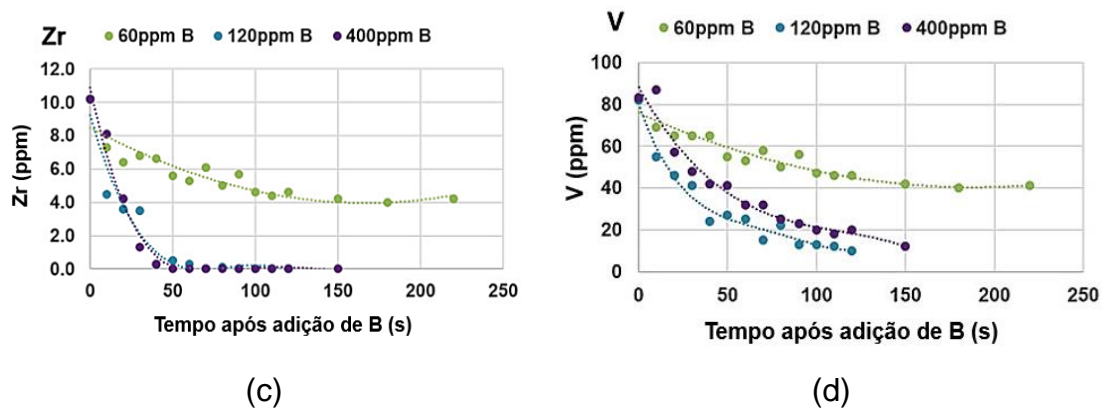 Zr
60ppm B 120ppm B 400ppm B
12.0
10.0
8.0
6.0
4.0
2.0
0.0
Zr (ppm)
0 50 100 150 200 250
Tempo após adição de B (s)
(c)
V
60ppm B 120ppm B 400ppm B
100
80
60
40
20
0
V (ppm)
0 50 100 150 200 250
Tempo após adição de B (s)
(d)